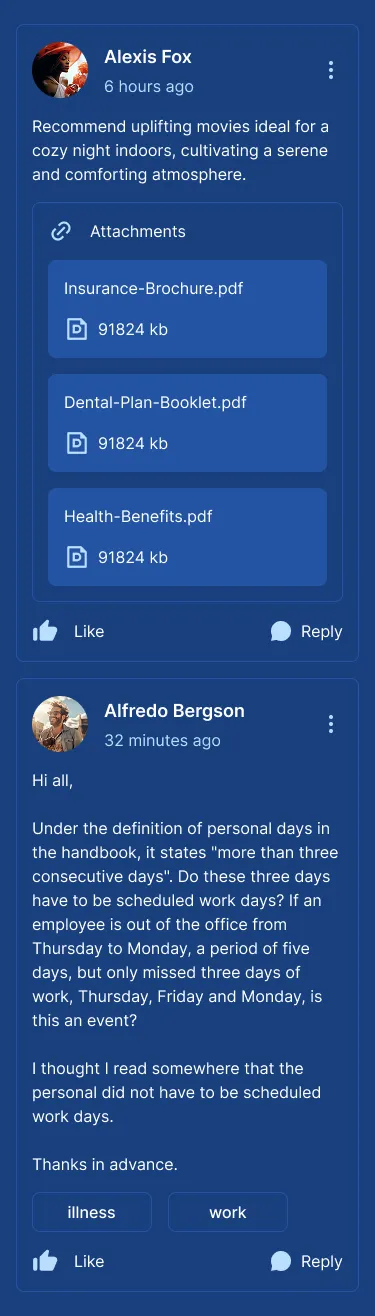 Alexis Fox
6 hours ago
Recommend uplifting movies ideal for a
cozy night indoors, cultivating a serene
and comforting atmosphere.
Attachments
Insurance-Brochure.pdf
91824 kb
Dental-Plan-Booklet.pdf
91824 kb
Health-Benefits.pdf
91824 kb
Like
Reply
Alfredo Bergson
32 minutes ago
Hi all,
Under the definition of personal days in
the handbook, it states "more than three
consecutive days". Do these three days
have to be scheduled work days? If an
employee is out of the office from
Thursday to Monday, a period of five
days, but only missed three days of
work, Thursday, Friday and Monday, is
this an event?
I thought I read somewhere that the
personal did not have to be scheduled
work days.
Thanks in advance.
illness
work
Like
Reply